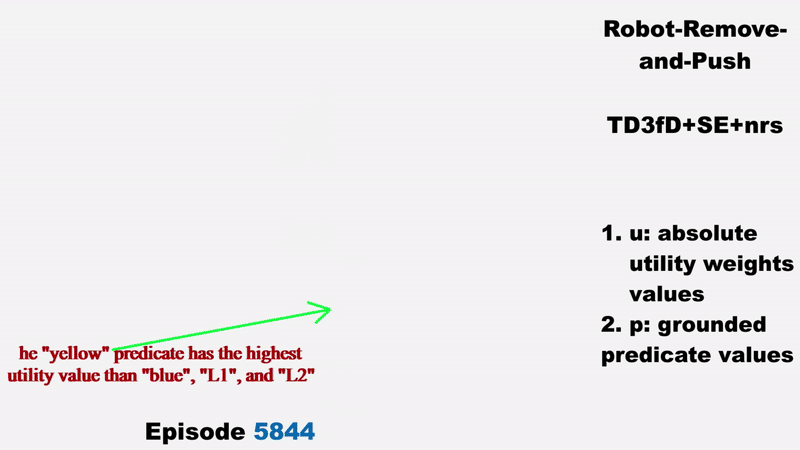 Robot-Remove-
and-Push
TD3fD+SE+nrs
1. u: absolute
utility weights
values
2. p: grounded
predicate values
he "yellow" predicate has the highest
utility value than "blue", "L1", and "L2"
Episode 5844